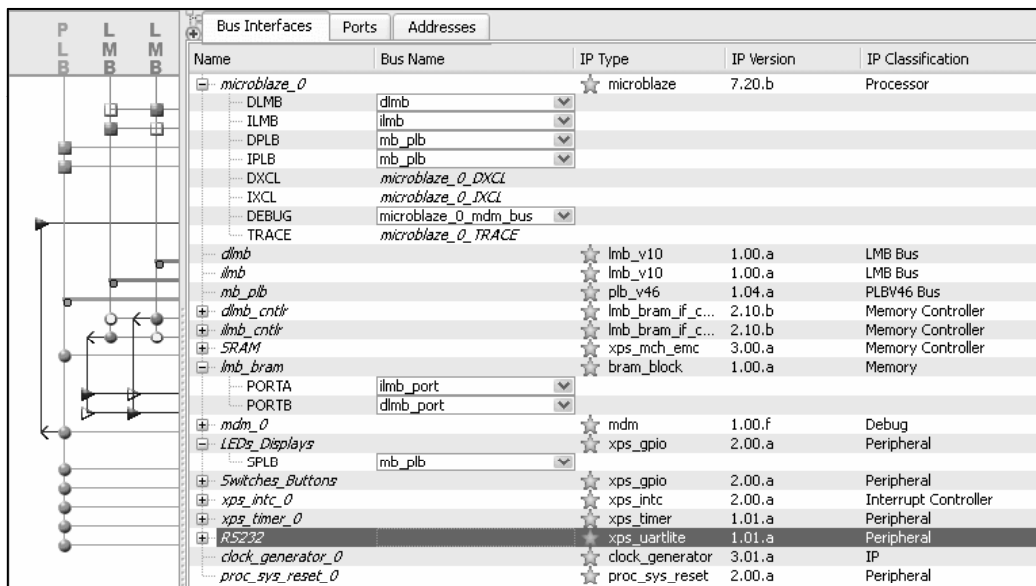 P L B
L M B
L M B
Bus Interfaces Ports Addresses
Name Bus Name IP Type IP Version IP Classification
microblaze_0 microblaze 7.20.b Processor
DLMB dlmb
ILMB ilmb
DPLB mb_plb
IPLB mb_plb
DXCL microblaze_0_DXCL
IXCL microblaze_0_IXCL
DEBUG microblaze_0_mdm_bus
TRACE microblaze_0_TRACE
dlmb lmb_v10 1.00.a LMB Bus
ilmb lmb_v10 1.00.a LMB Bus
mb_plb plb_v46 1.04.a PLBV46 Bus
dlmb_cntlr lmb_bram_if_c... 2.10.b Memory Controller
ilmb_cntlr lmb_bram_if_c... 2.10.b Memory Controller
SRAM xps_mch_emc 3.00.a Memory Controller
lmb_bram bram_block 1.00.a Memory
PORTA ilmb_port
PORTB dlmb_port
mdm_0 mdm 1.00.f Debug
LEDs_Displays xps_gpio 2.00.a Peripheral
SPLB mb_plb
Switches_Buttons xps_gpio 2.00.a Peripheral
xps_intc_0 xps_intc 2.00.a Interrupt Controller
xps_timer_0 xps_timer 1.01.a Peripheral
RS232 xps_uartlite 1.01.a Peripheral
clock_generator_0 clock_generator 3.01.a IP
proc_sys_reset_0 proc_sys_reset 2.00.a Peripheral